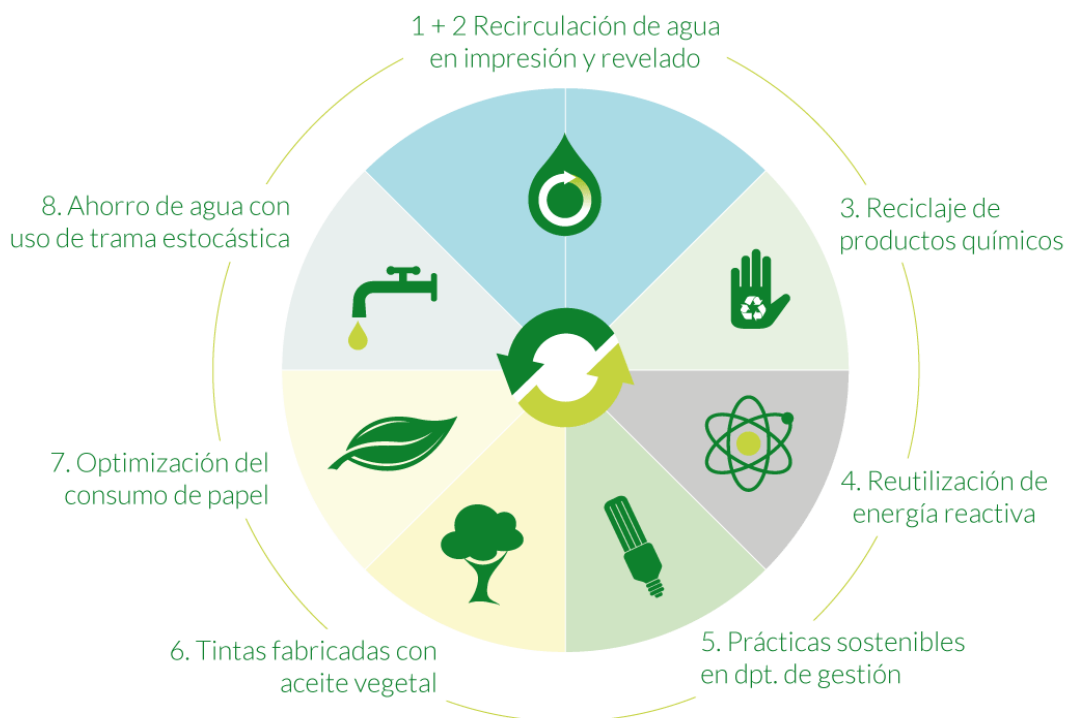 1 + 2 Recirculación de agua
en impresión y revelado
3. Reciclaje de
productos químicos
4. Reutilización de
energía reactiva
5. Prácticas sostenibles
en dpt. de gestión
6. Tintas fabricadas con
aceite vegetal
7. Optimización del
consumo de papel
8. Ahorro de agua con
uso de trama estocástica